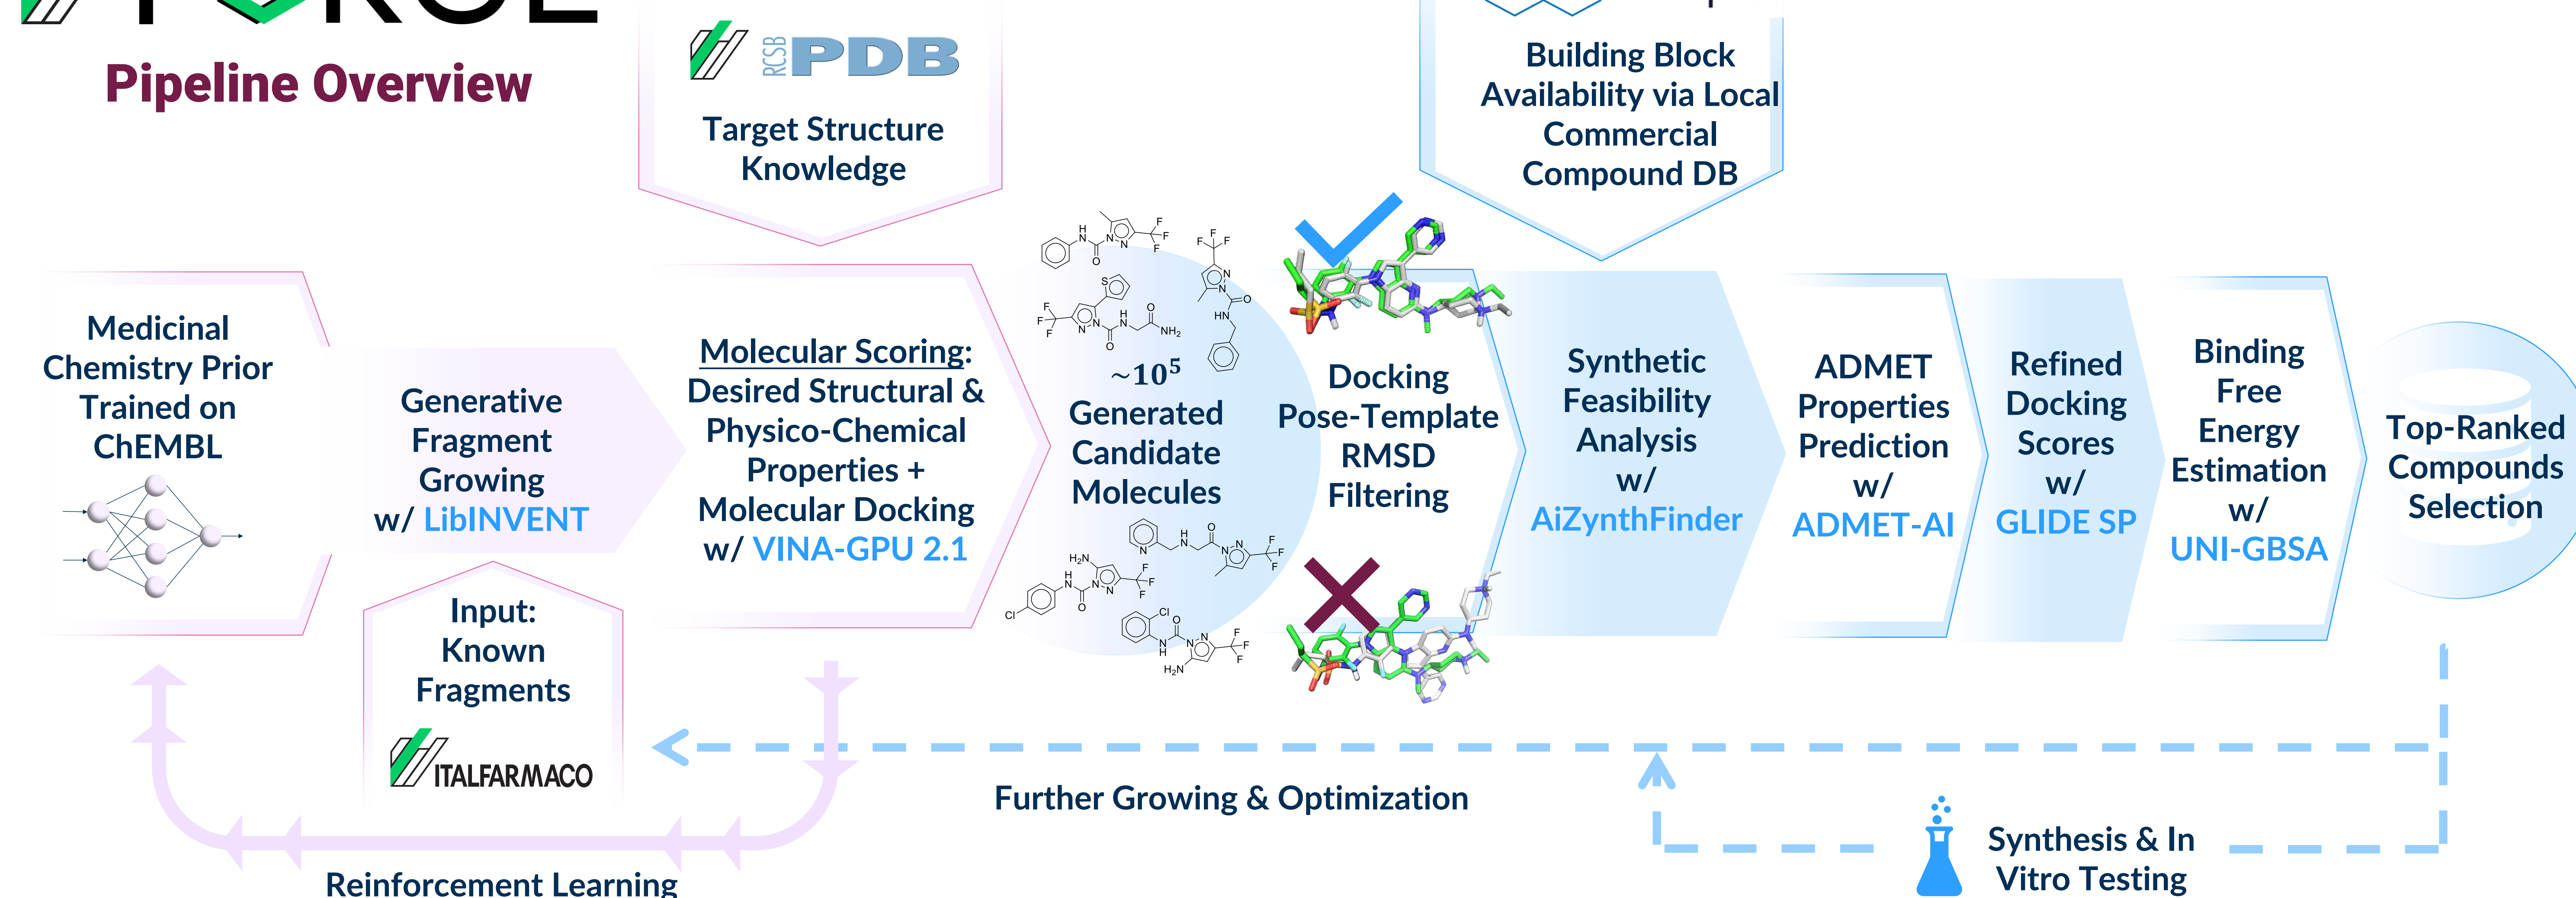 Pipeline Overview
RCSB
PDB
Target Structure
Knowledge
Building Block
Availability via Local
Commercial
Compound DB
Medicinal
Chemistry Prior
Trained on
ChEMBL
Generative
Fragment
Growing
w/ LibINVENT
Input:
Known
Fragments
ITALFARMACO
Molecular Scoring:
Desired Structural &
Physico-Chemical
Properties +
Molecular Docking
w/ VINA-GPU 2.1
~10⁵
Generated
Candidate
Molecules
Docking
Pose-Template
RMSD
Filtering
Synthetic
Feasibility
Analysis
w/
AiZynthFinder
ADMET
Properties
Prediction
w/
ADMET-AI
Refined
Docking
Scores
w/
GLIDE SP
Binding
Free
Energy
Estimation
w/
UNI-GBSA
Top-Ranked
Compounds
Selection
Further Growing & Optimization
Synthesis & In
Vitro Testing
Reinforcement Learning